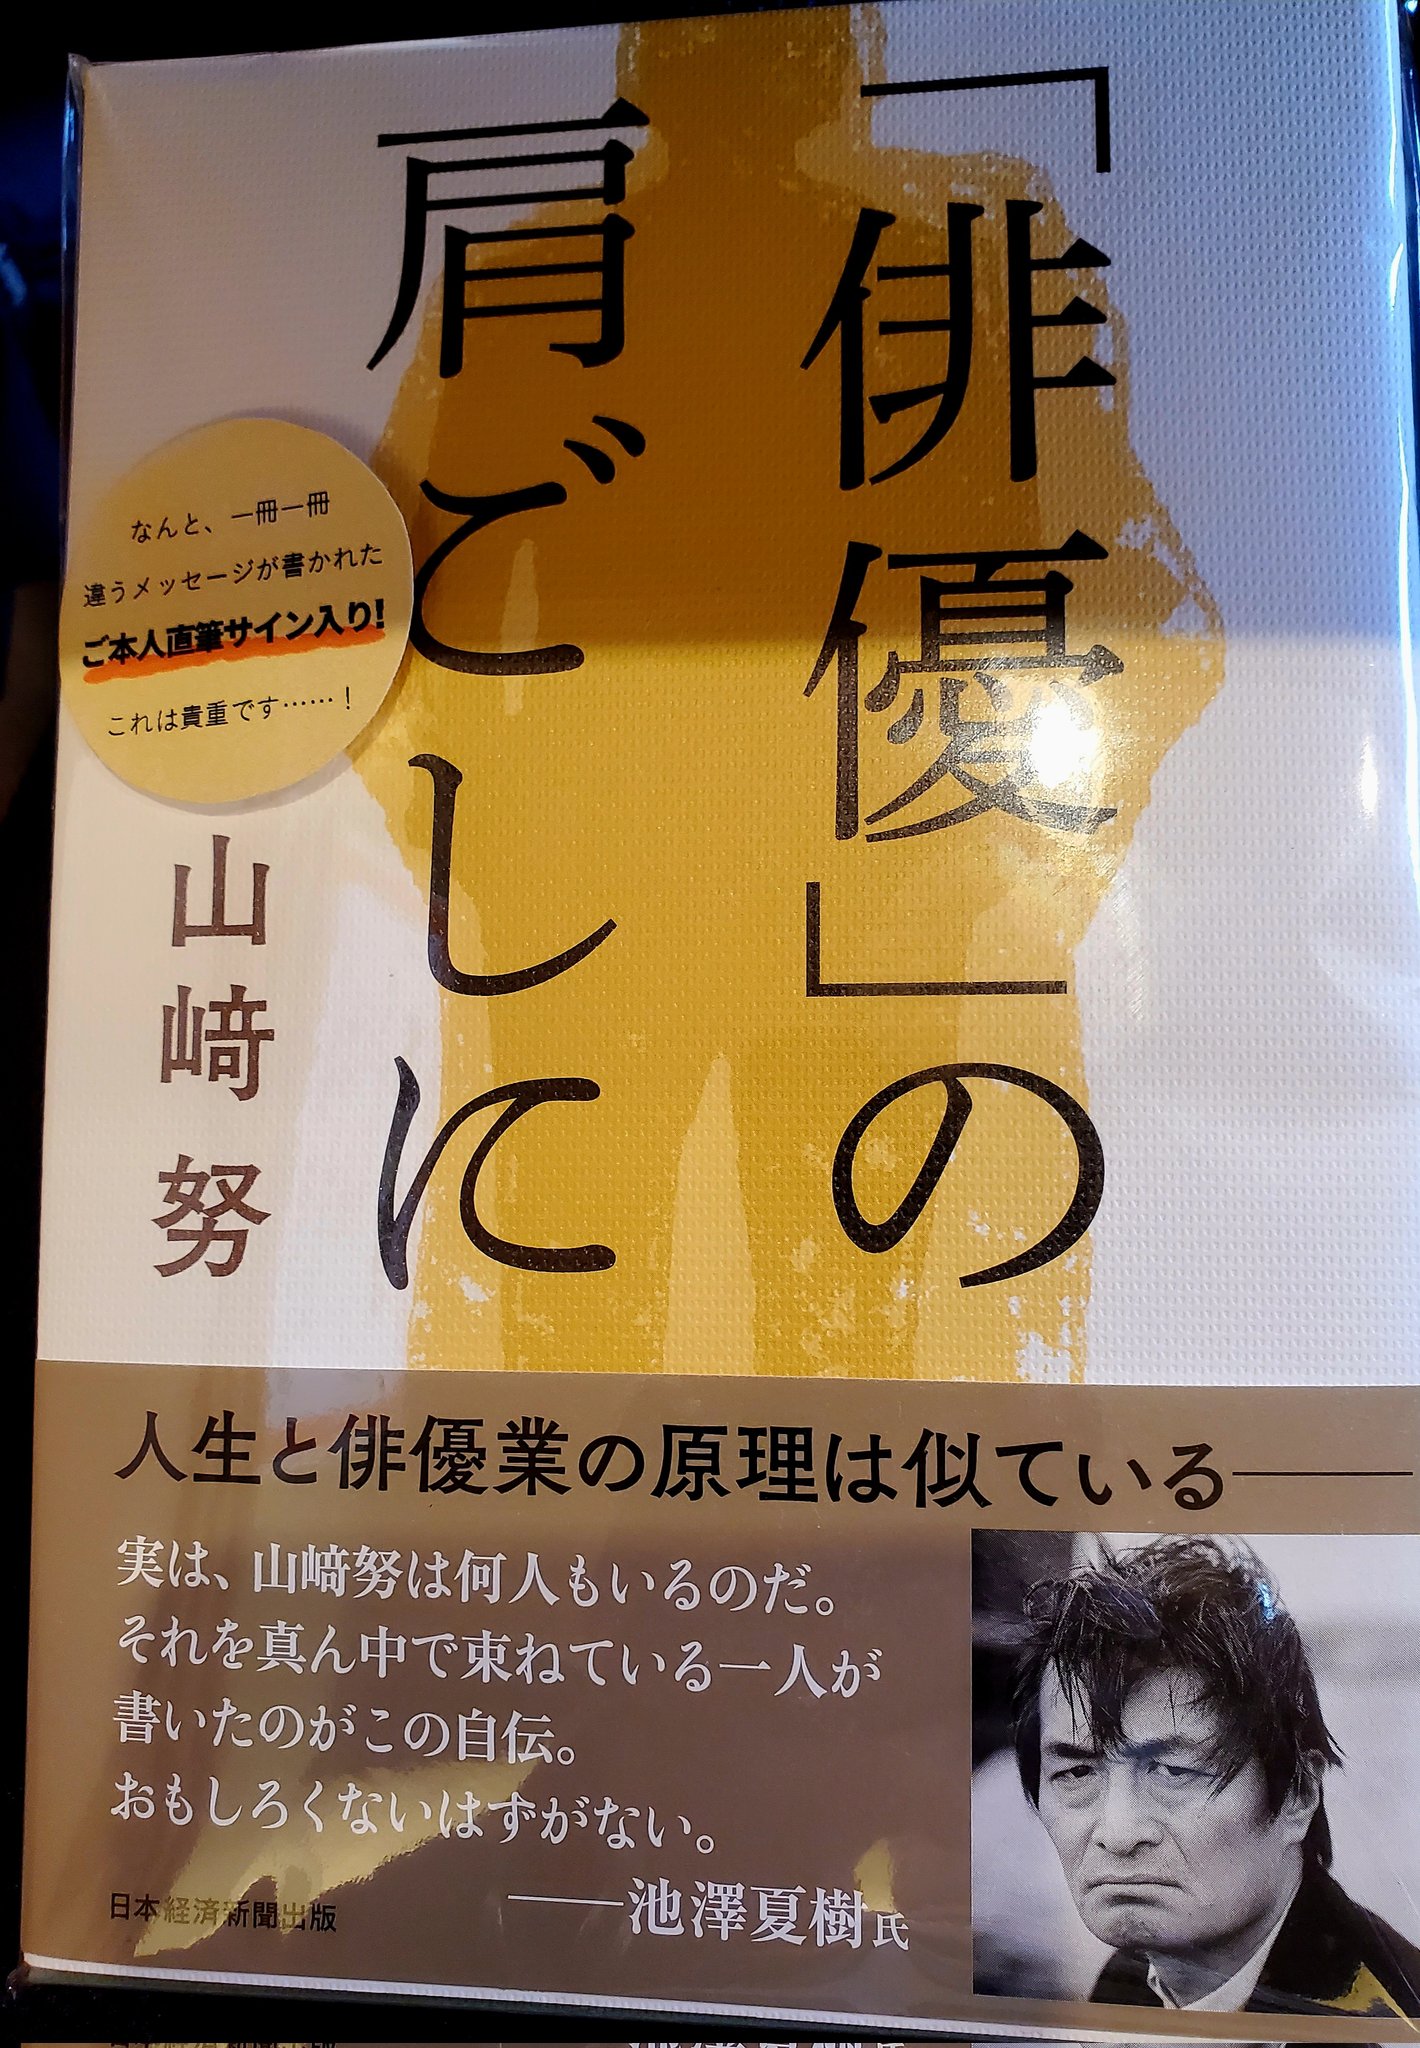 「俳優」の
肩ごしに
なんと、一冊一冊
違うメッセージが書かれた
ご本人直筆サイン入り!
これは貴重です……!
山﨑 努
人生と俳優業の原理は似ている――
実は、山﨑努は何人もいるのだ。
それを真ん中で束ねている一人が
書いたのがこの自伝。
おもしろくないはずがない。
――池澤夏樹氏
日本経済新聞出版